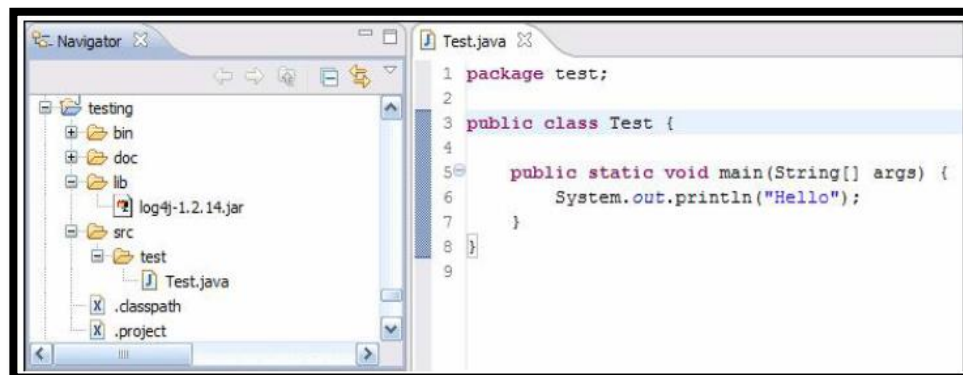 Navigator
testing
bin
doc
lib
log4j-1.2.14.jar
src
test
Test.java
.classpath
.project
Test.java
1 package test;
2
3 public class Test {
4
5 public static void main(String[] args) {
6 System.out.println("Hello");
7 }
8 }
9